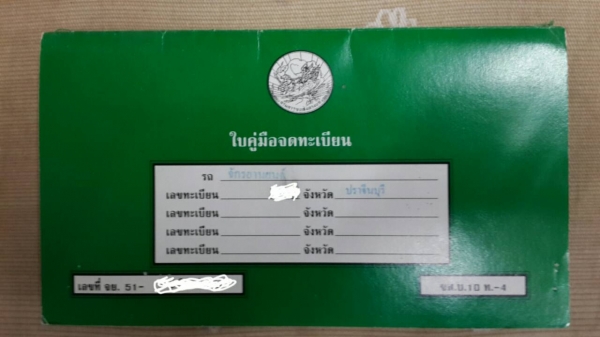 ใบคู่มือจดทะเบียน
รถ จักรยานยนต์
เลขทะเบียน จังหวัด ปราจีนบุรี
เลขทะเบียน จังหวัด
เลขทะเบียน จังหวัด
เลขทะเบียน จังหวัด
เลขที่ จย. 51-
ขส.บ.10 ท.-4